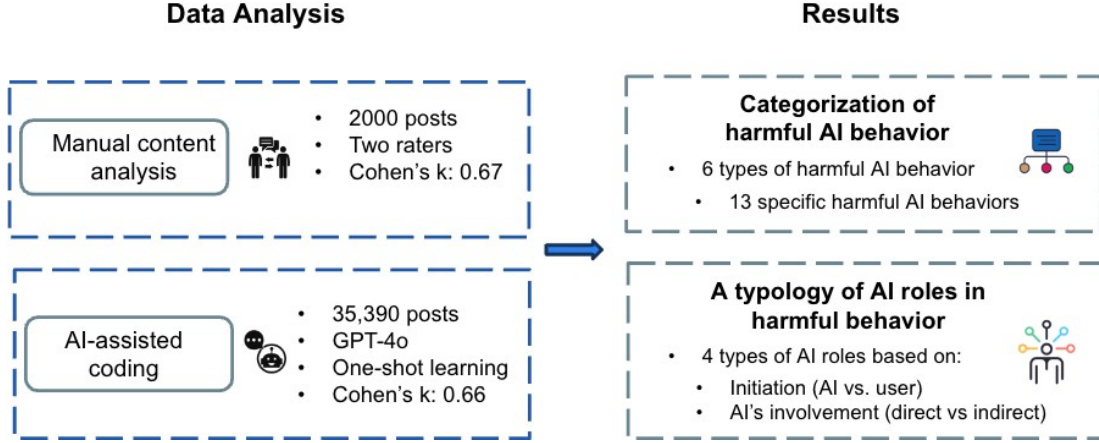 Data Analysis
Manual content
analysis
• 2000 posts
• Two raters
• Cohen's k: 0.67
AI-assisted
coding
• 35,390 posts
• GPT-4o
• One-shot learning
• Cohen's k: 0.66
Results
Categorization of
harmful AI behavior
• 6 types of harmful AI behavior
• 13 specific harmful AI behaviors
A typology of AI roles in
harmful behavior
• 4 types of AI roles based on:
• Initiation (AI vs. user)
• AI's involvement (direct vs indirect)